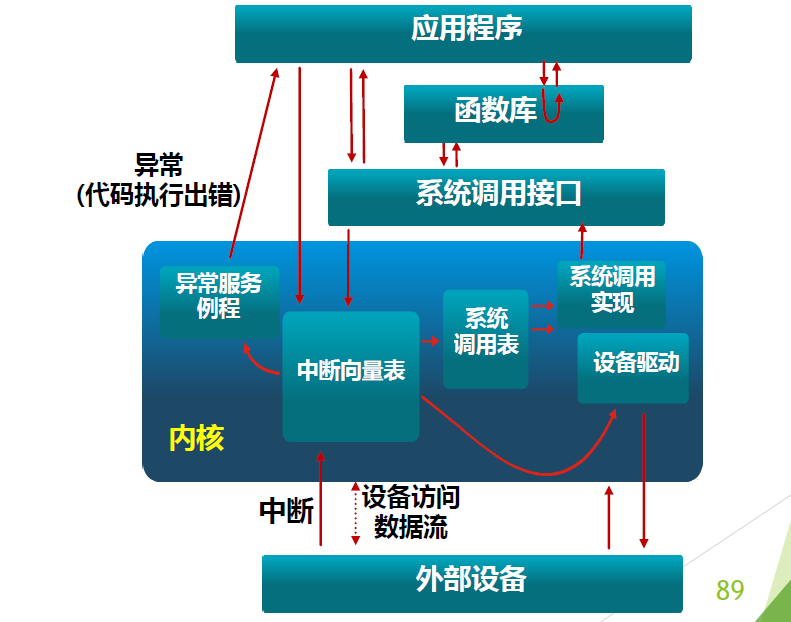 应用程序
函数库
异常
(代码执行出错)
系统调用接口
异常服务
例程
系统调用
实现
系统
调用表
中断向量表
设备驱动
内核
中断
设备访问
数据流
外部设备
89